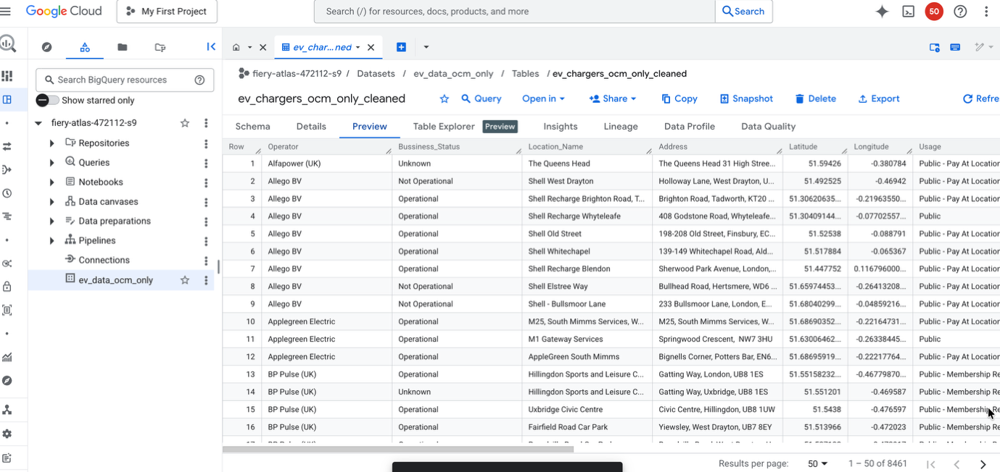 Google Cloud My First Project Search (/) for resources, docs, products, and more Search 50
ev_char...ned
Search BigQuery resources
Show starred only
fiery-atlas-472112-s9
Repositories
Queries
Notebooks
Data canvases
Data preparations
Pipelines
Connections
ev_data_ocm_only
fiery-atlas-472112-s9 / Datasets / ev_data_ocm_only / Tables / ev_chargers_ocm_only_cleaned
ev_chargers_ocm_only_cleaned Query Open in Share Copy Snapshot Delete Export Refre
Schema Details Preview Table Explorer Preview Insights Lineage Data Profile Data Quality
Row Operator Bussiness_Status Location_Name Address Latitude Longitude Usage
1 Alfapower (UK) Unknown The Queens Head The Queens Head 31 High Stree... 51.59426 -0.380784 Public - Pay At Location
2 Allego BV Not Operational Shell West Drayton Holloway Lane, West Drayton, U... 51.492525 -0.46942 Public - Pay At Location
3 Allego BV Operational Shell Recharge Brighton Road, T... Brighton Road, Tadworth, KT20 ... 51.30620635... -0.21963550... Public - Pay At Location
4 Allego BV Operational Shell Recharge Whyteleafe 408 Godstone Road, Whyteleafe... 51.30409144... -0.07702557... Public
5 Allego BV Operational Shell Old Street 198-208 Old Street, Finsbury, EC... 51.52538 -0.088791 Public - Pay At Location
6 Allego BV Operational Shell Whitechapel 139-149 Whitechapel Road, Ald... 51.517884 -0.065367 Public - Pay At Location
7 Allego BV Operational Shell Recharge Blendon Sherwood Park Avenue, London,... 51.447752 0.116796000... Public - Pay At Location
8 Allego BV Not Operational Shell Elstree Way Bullhead Road, Hertsmere, WD6 ... 51.65974453... -0.26413208... Public - Pay At Location
9 Allego BV Not Operational Shell - Bullsmoor Lane 233 Bullsmoor Lane, London, E... 51.68040299... -0.04859216... Public - Pay At Location
10 Applegreen Electric Operational M25, South Mimms Services, W... M25, South Mimms Services, W... 51.68690352... -0.22164731... Public - Pay At Location
11 Applegreen Electric Operational M1 Gateway Services Springwood Crescent, NW7 3HU 51.63006462... -0.26338445... Public
12 Applegreen Electric Operational AppleGreen South Mimms Bignells Corner, Potters Bar, EN6... 51.68695919... -0.22217764... Public - Pay At Location
13 BP Pulse (UK) Operational Hillingdon Sports and Leisure C... Gatting Way, London, UB8 1ES 51.55158232... -0.46779870... Public - Membership Re
14 BP Pulse (UK) Unknown Hillingdon Sports and Leisure C... Gatting Way, Uxbridge, UB8 1ES 51.551201 -0.469587 Public - Membership Re
15 BP Pulse (UK) Operational Uxbridge Civic Centre Civic Centre, Hillingdon, UB8 1UW 51.5438 -0.476597 Public - Membership Re
16 BP Pulse (UK) Operational Fairfield Road Car Park Yiewsley, West Drayton, UB7 8EY 51.513966 -0.472023 Public - Membership Re
Results per page: 50 1 – 50 of 8461